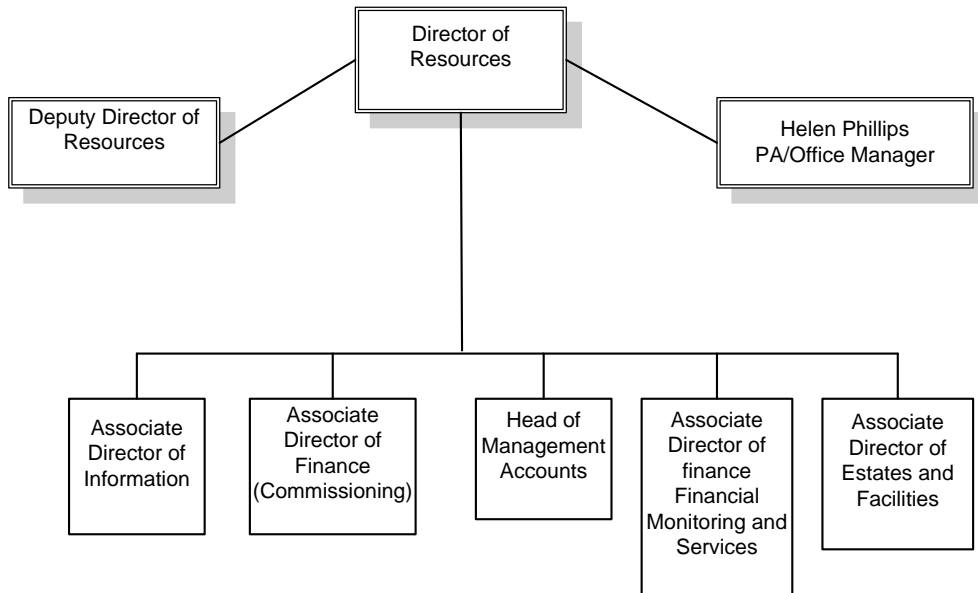 Director of
Resources
Deputy Director of
Resources
Helen Phillips
PA/Office Manager
Associate
Director of
Information
Associate
Director of
Finance
(Commissioning)
Head of
Management
Accounts
Associate
Director of
finance
Financial
Monitoring and
Services
Associate
Director of
Estates and
Facilities